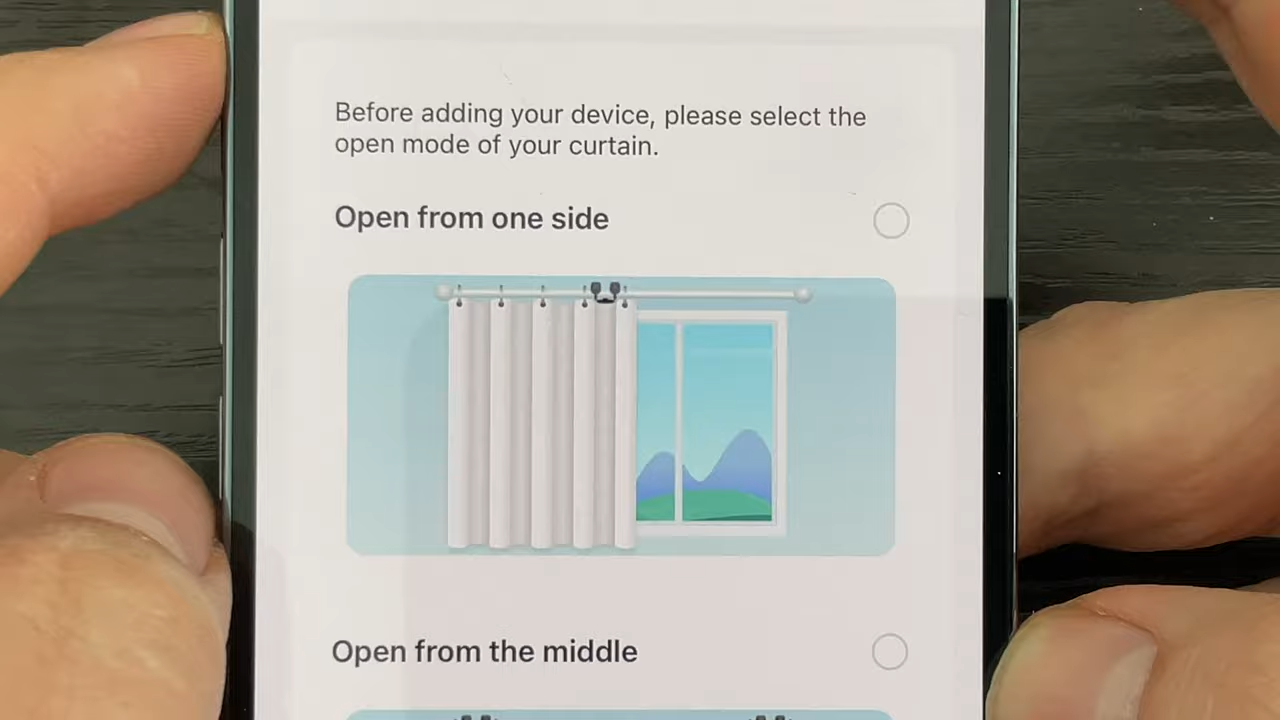 Before adding your device, please select the
open mode of your curtain.
Open from one side
Open from the middle